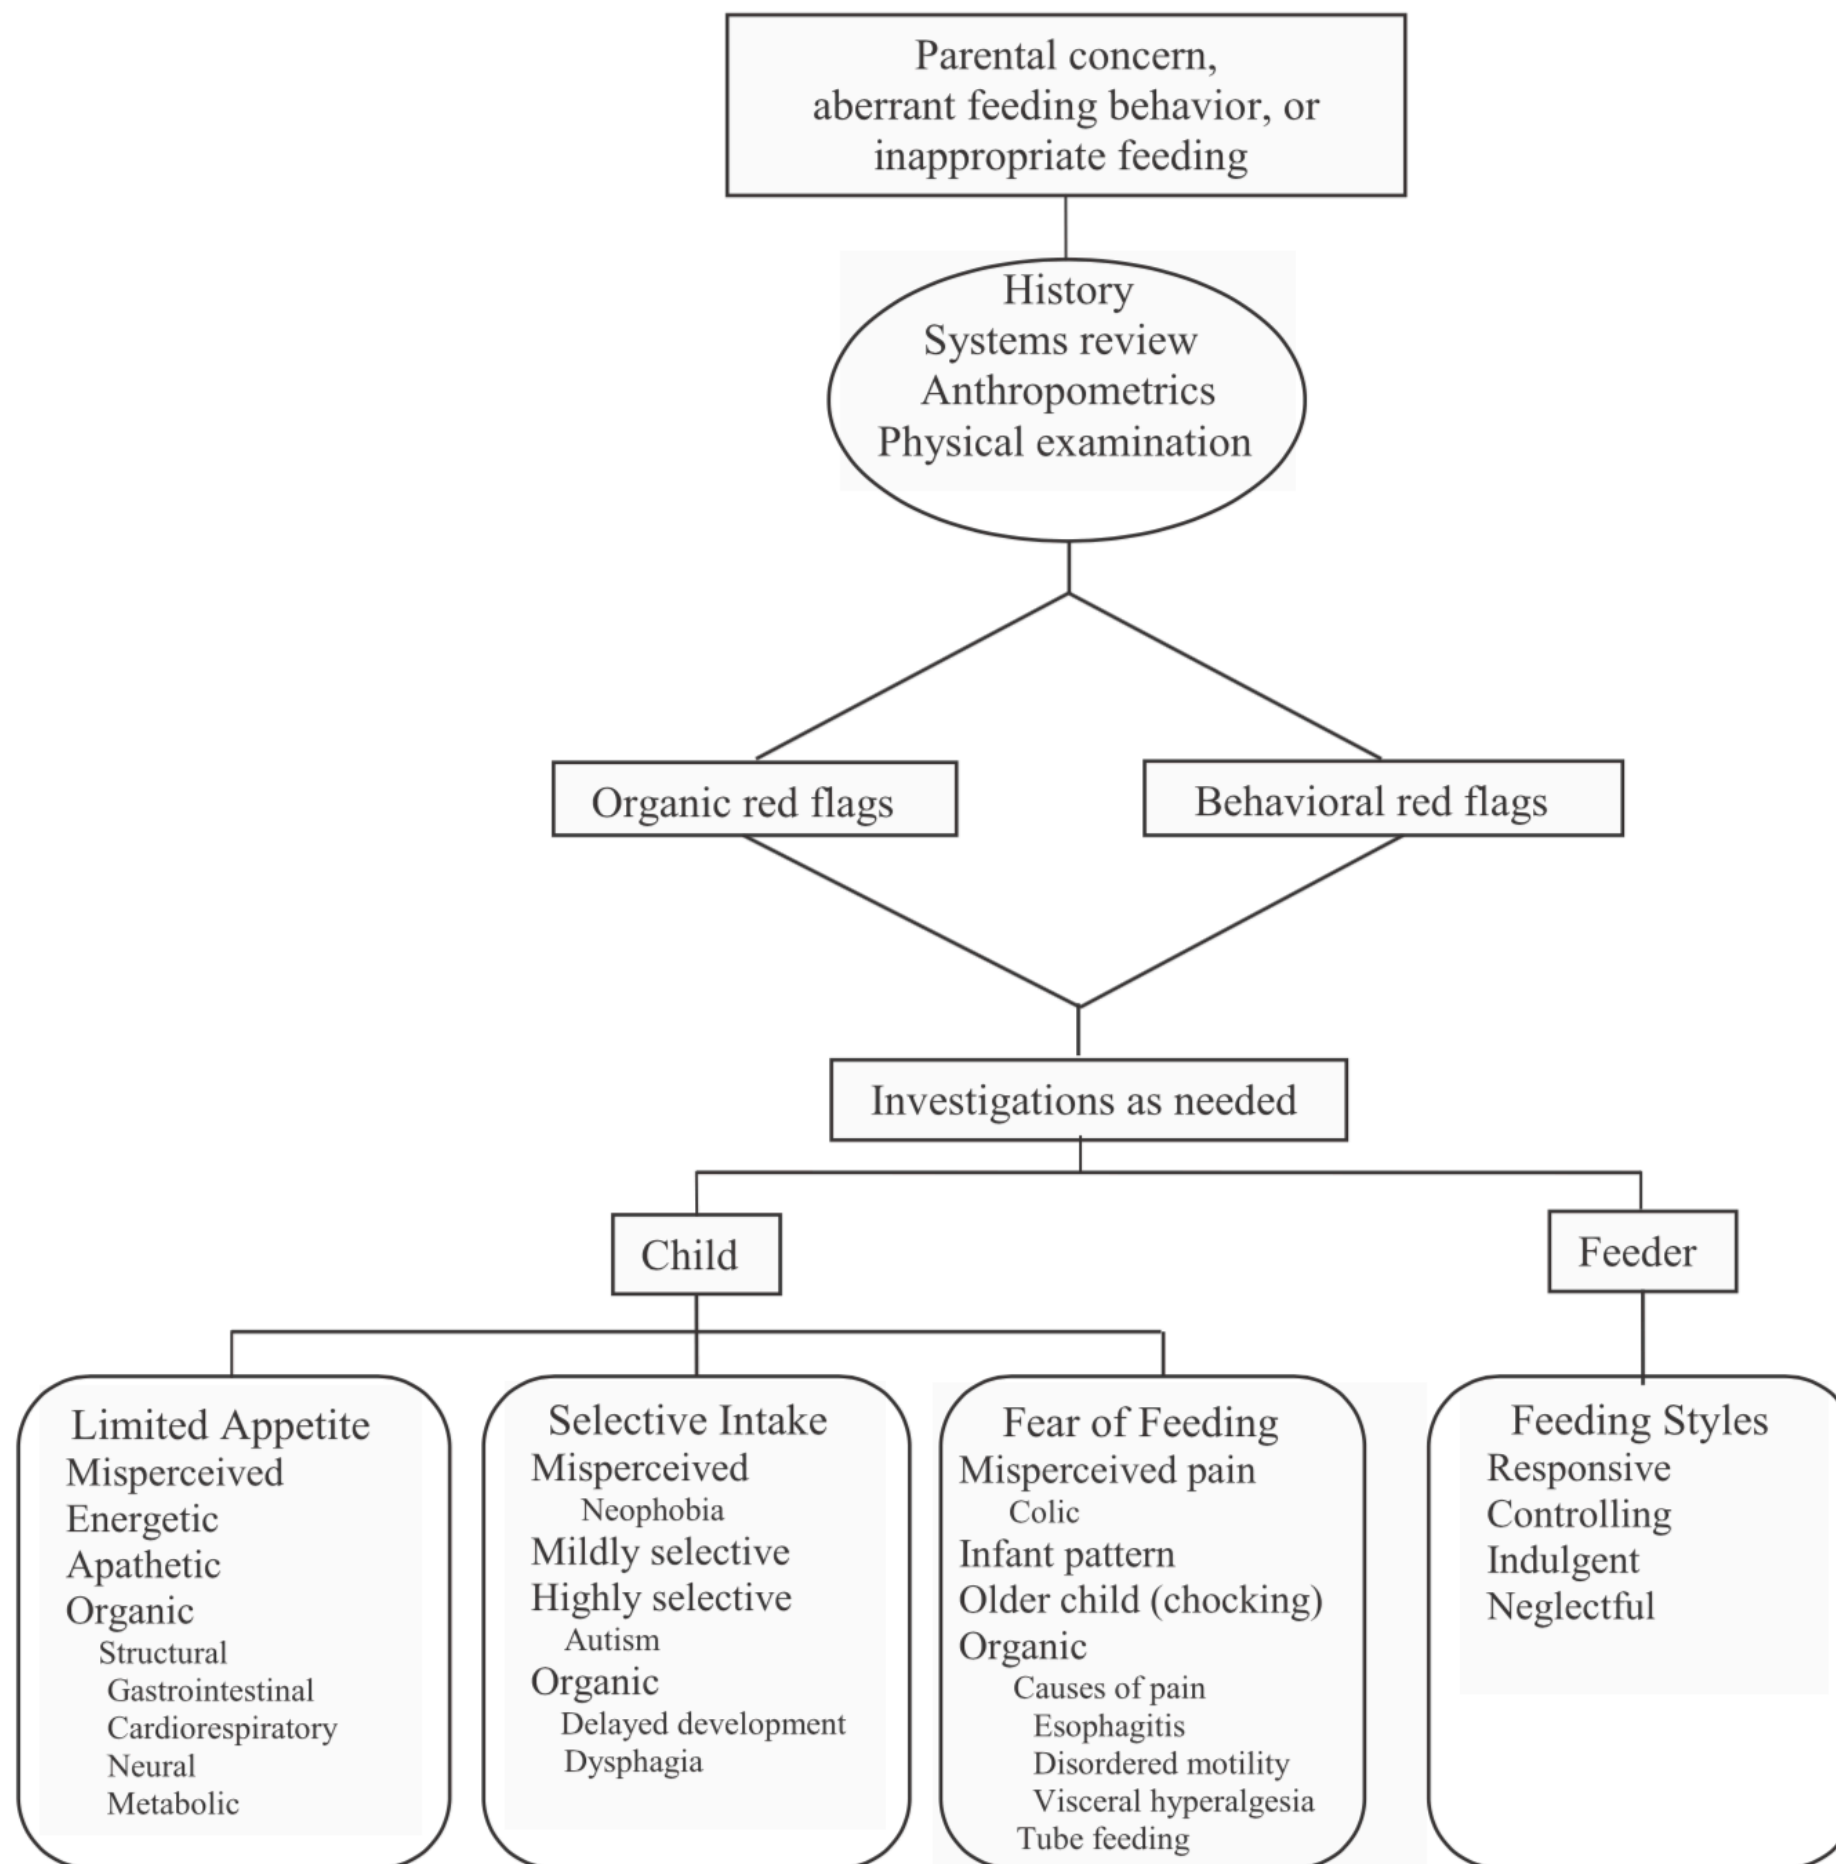 Parental concern,
aberrant feeding behavior, or
inappropriate feeding
History
Systems review
Anthropometrics
Physical examination
Organic red flags
Behavioral red flags
Investigations as needed
Child
Feeder
Limited Appetite
Misperceived
Energetic
Apathetic
Organic
Structural
Gastrointestinal
Cardiorespiratory
Neural
Metabolic
Selective Intake
Misperceived
Neophobia
Mildly selective
Highly selective
Autism
Organic
Delayed development
Dysphagia
Fear of Feeding
Misperceived pain
Colic
Infant pattern
Older child (chocking)
Organic
Causes of pain
Esophagitis
Disordered motility
Visceral hyperalgesia
Tube feeding
Feeding Styles
Responsive
Controlling
Indulgent
Neglectful